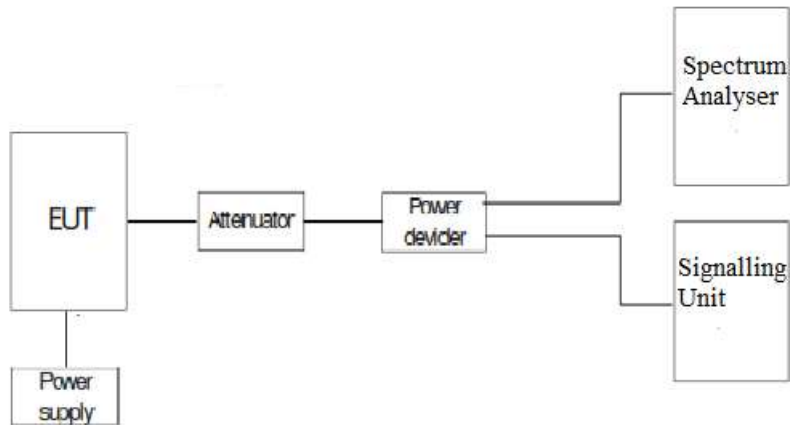 Spectrum
Analyser
EUT
Attenuator
Power
devider
Signalling
Unit
Power
supply